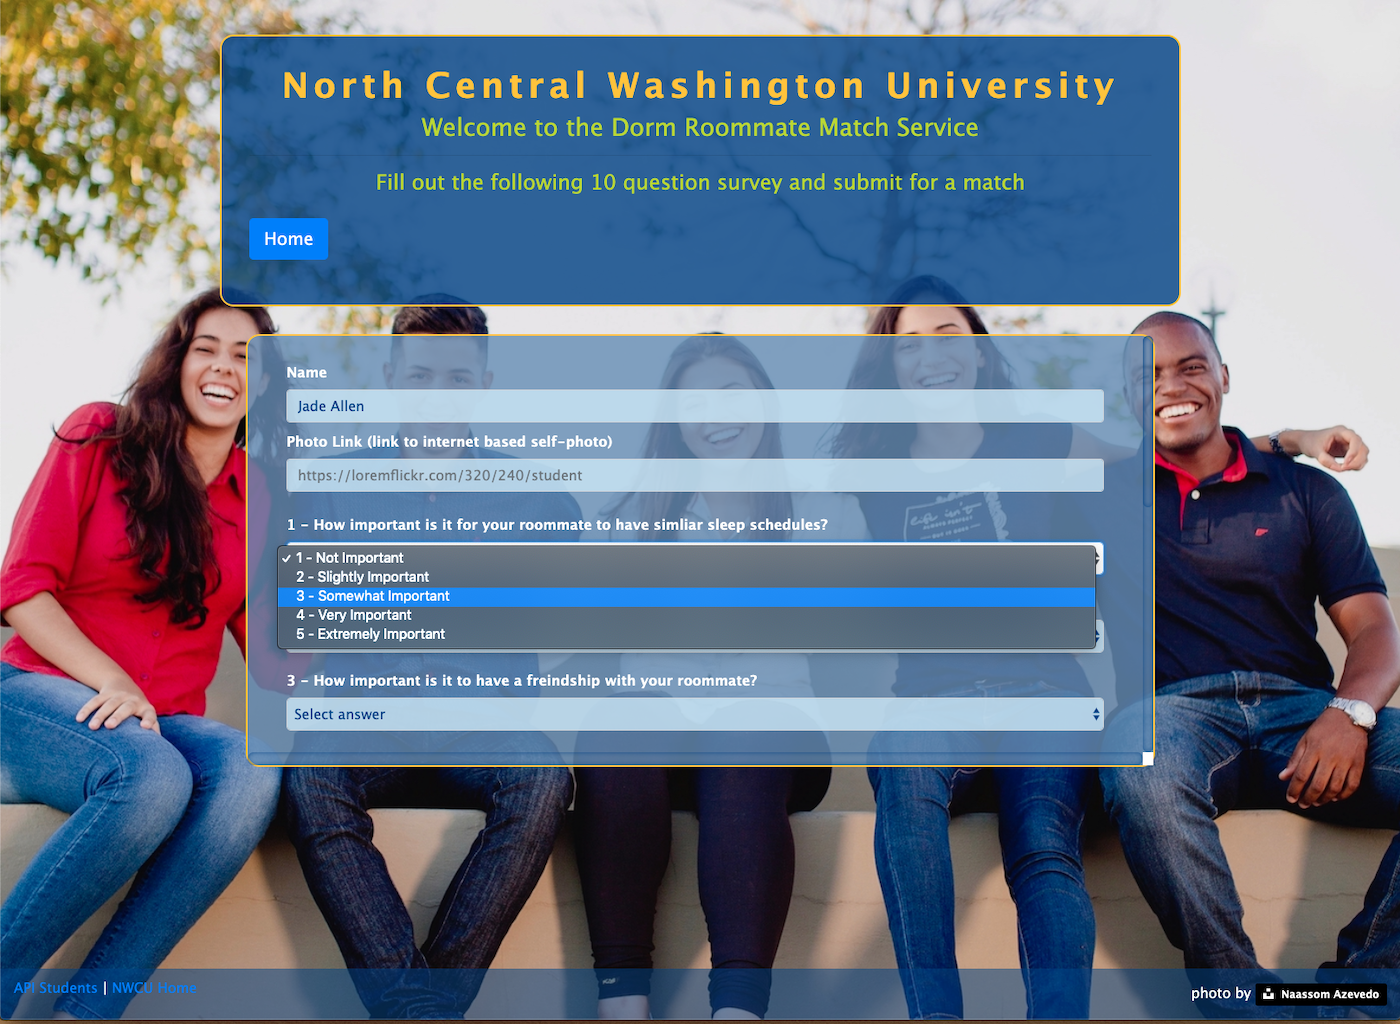 North Central Washington University
Welcome to the Dorm Roommate Match Service
Fill out the following 10 question survey and submit for a match
Home
Name
Jade Allen
Photo Link (link to internet based self-photo)
https://loremflickr.com/320/240/student
1 - How important is it for your roommate to have simliar sleep schedules?
✓ 1 - Not Important
2 - Slightly Important
3 - Somewhat Important
4 - Very Important
5 - Extremely Important
3 - How important is it to have a freindship with your roommate?
Select answer
API Students | NWCU Home
photo by Naassom Azevedo